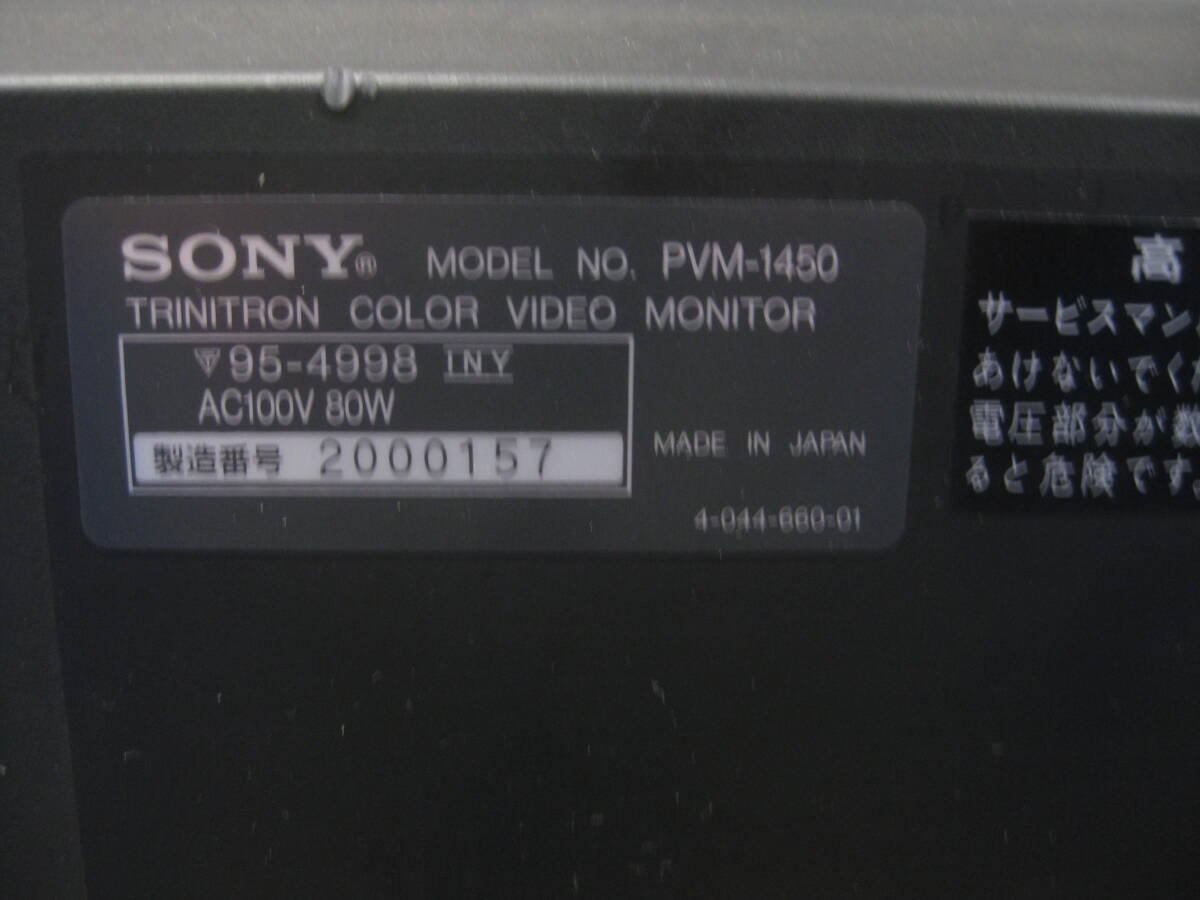 SONY® MODEL NO. PVM-1450
TRINITRON COLOR VIDEO MONITOR
95-4998 INY
AC100V 80W
製造番号 2000157
MADE IN JAPAN
4-044-660-01
高
サービスマン
あけないでくだ
電圧部分が数
ると危険です。